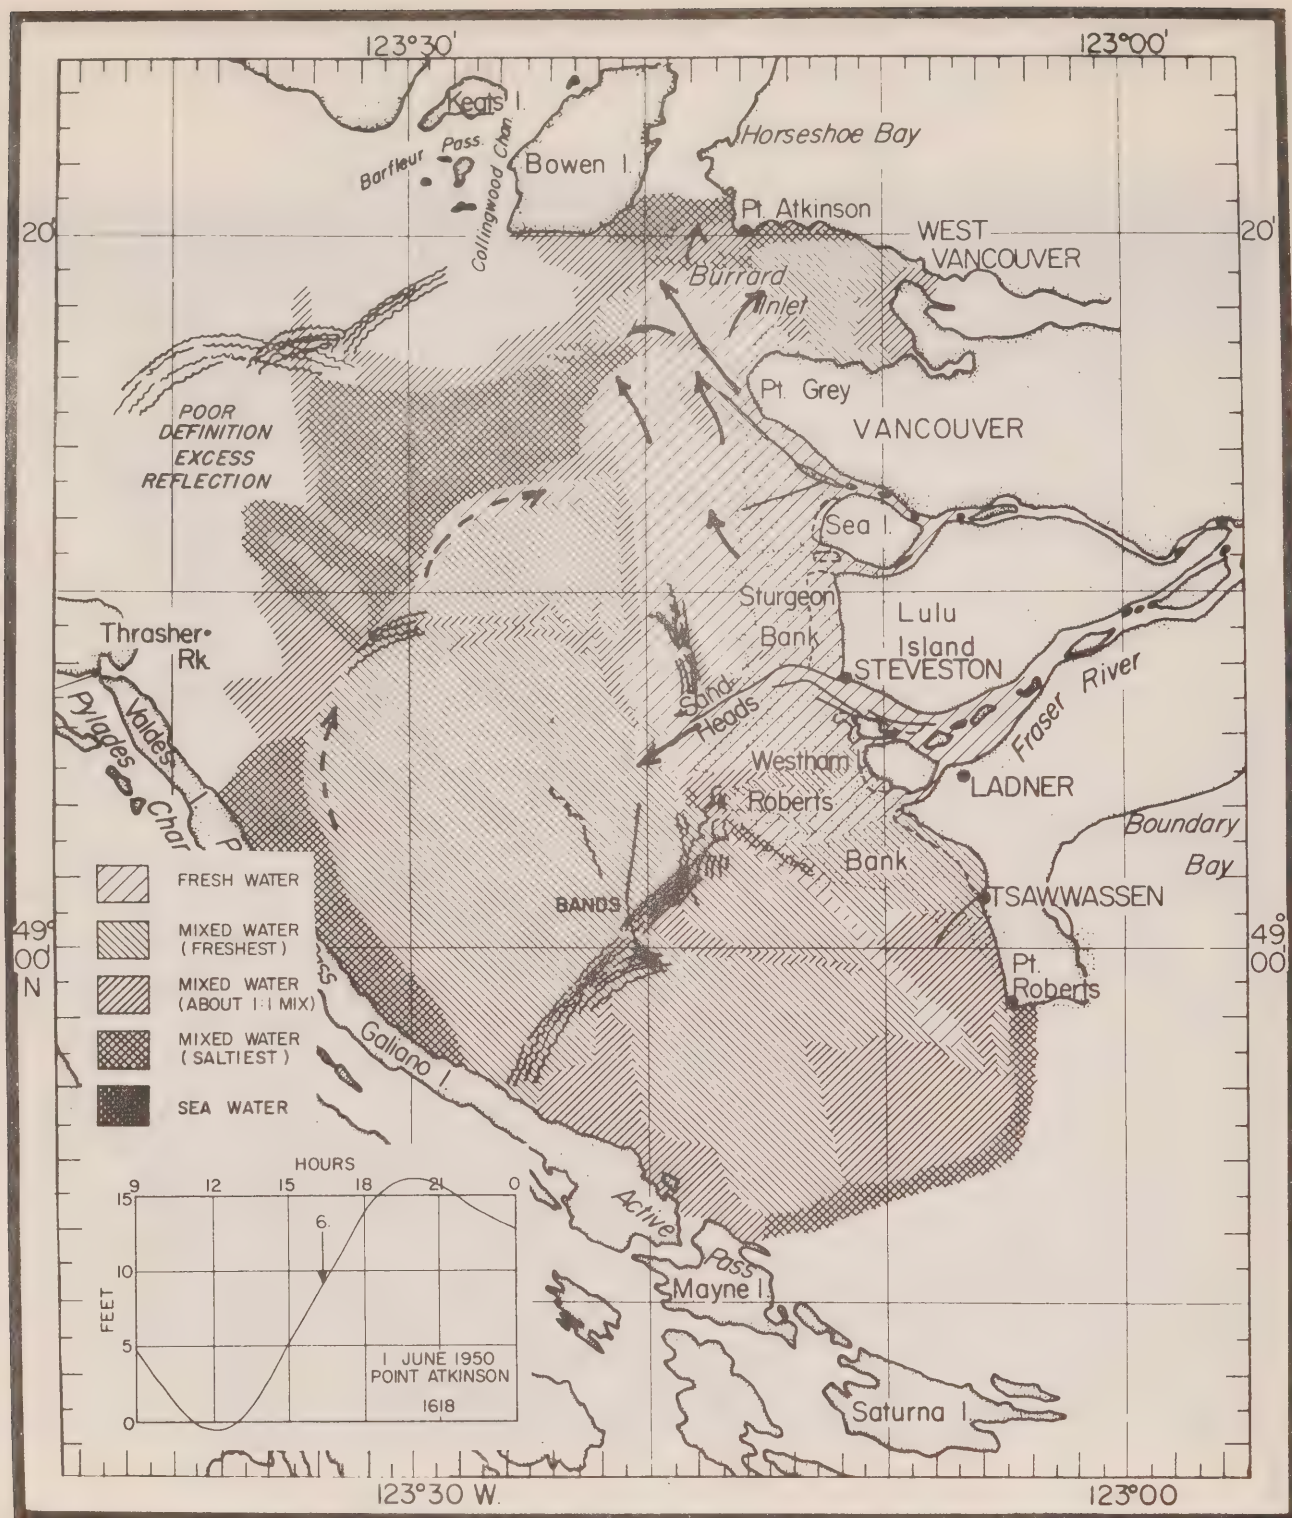 123°30'
123°00'
Keats I.
Barfleur Pass.
Collingwood Chan.
Bowen I.
Horseshoe Bay
20'
Pt. Atkinson
20'
WEST
VANCOUVER
Burrard
Inlet
Pt. Grey
VANCOUVER
POOR
DEFINITION
EXCESS
REFLECTION
Sea I.
Sturgeon
Bank
Lulu
Island
Thrasher
Rk.
STEVESTON
Sand-
Heads
Fraser River
Pylades
Valdes
Westham I.
LADNER
Roberts
Char
P
Boundary
Bay
Bank
FRESH WATER
TSAWWASSEN
BANDS
49°
00'
N
MIXED WATER
(FRESHEST)
49°
00'
Pt.
Roberts
ss
MIXED WATER
(ABOUT 1:1 MIX)
Galiano I.
MIXED WATER
(SALTIEST)
SEA WATER
HOURS
9 12 15 18 21 0
15
6.
Active
Pass
10
Mayne I.
FEET
5
1 JUNE 1950
POINT ATKINSON
1618
0
Saturna I.
123°30 W.
123°00